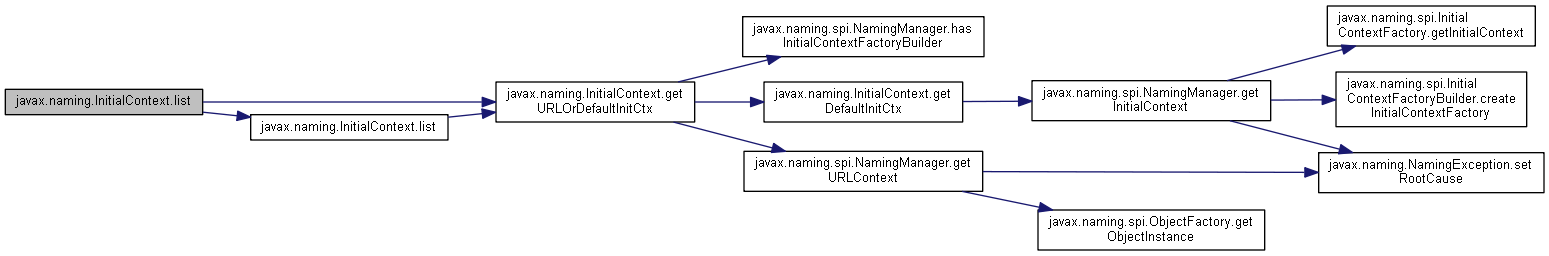 javax.naming.InitialContext.list
javax.naming.InitialContext.list
javax.naming.InitialContext.get
URLOrDefaultInitCtx
javax.naming.spi.NamingManager.has
InitialContextFactoryBuilder
javax.naming.InitialContext.get
DefaultInitCtx
javax.naming.spi.NamingManager.get
URLContext
javax.naming.spi.NamingManager.get
InitialContext
javax.naming.spi.ObjectFactory.get
ObjectInstance
javax.naming.spi.Initial
ContextFactory.getInitialContext
javax.naming.spi.Initial
ContextFactoryBuilder.create
InitialContextFactory
javax.naming.NamingException.set
RootCause